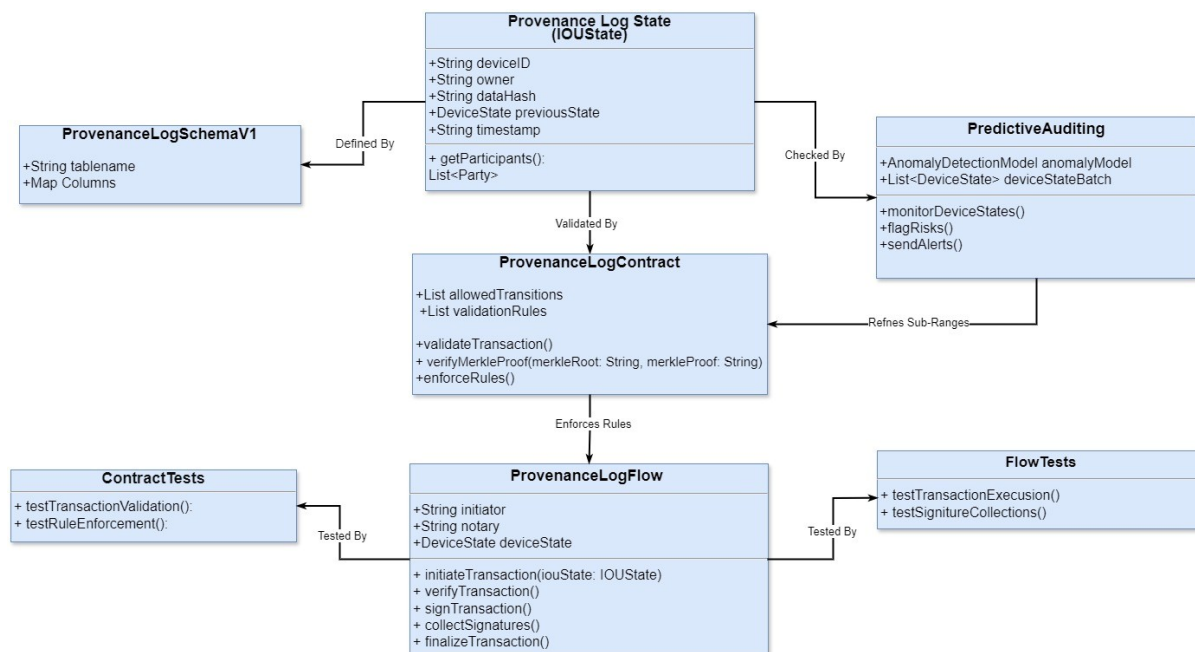 Provenance Log State
(IOUState)
+String deviceID
+String owner
+String dataHash
+DeviceState previousState
+String timestamp
+ getParticipants():
List<Party>
Defined By
ProvenanceLogSchemaV1
+String tablename
+Map Columns
Checked By
PredictiveAuditing
+AnomalyDetectionModel anomalyModel
+List<DeviceState> deviceStateBatch
+monitorDeviceStates()
+flagRisks()
+sendAlerts()
Validated By
ProvenanceLogContract
+List allowedTransitions
+List validationRules
+validateTransaction()
+ verifyMerkleProof(merkleRoot: String, merkleProof: String)
+enforceRules()
Refnes Sub-Ranges
Enforces Rules
ProvenanceLogFlow
+String initiator
+String notary
+DeviceState deviceState
+ initiateTransaction(iouState: IOUState)
+ verifyTransaction()
+ signTransaction()
+ collectSignatures()
+ finalizeTransaction()
Tested By
ContractTests
+ testTransactionValidation():
+ testRuleEnforcement():
Tested By
FlowTests
+ testTransactionExecusion()
+ testSignitureCollections()